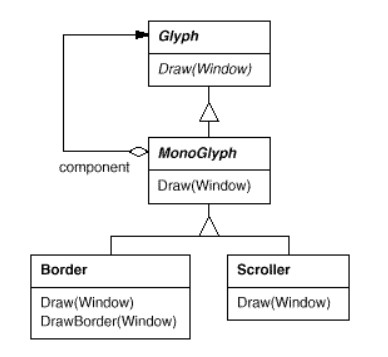 Glyph
Draw(Window)
component
MonoGlyph
Draw(Window)
Border
Draw(Window)
DrawBorder(Window)
Scroller
Draw(Window)